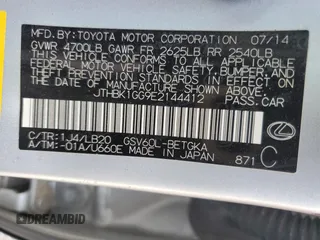 MFD.BY: TOYOTA MOTOR CORPORATION 07/14
GVWR 4700LB GAWR FR 2625LB RR 2540LB
THIS VEHICLE CONFORMS TO ALL APPLICABLE
FEDERAL MOTOR VEHICLE SAFETY, BUMPER, AND
THEFT PREVENTION STANDARDS IN EFFECT ON
THE DATE OF MANUFACTURE SHOWN ABOVE.
JTHBK1GG9E2144412 PASS.CAR
C/TR: 1J4/LB20 GSV60L-BETGKA
A/TM: -01A/U660E MADE IN JAPAN 871 C
DREAMBID